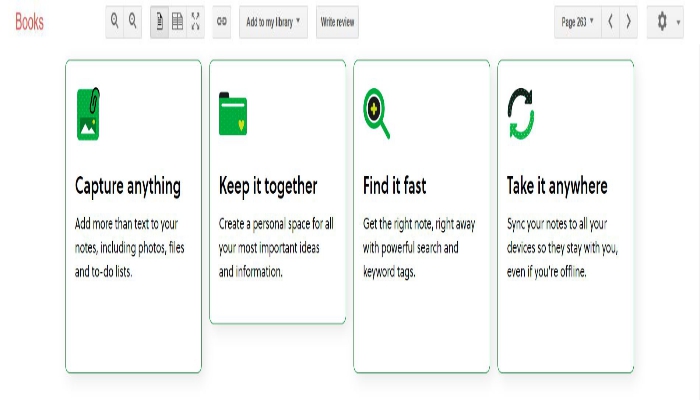 Books
Add to my library
Write review
Page 263
Capture anything
Add more than text to your
notes, including photos, files
and to-do lists.
Keep it together
Create a personal space for all
your most important ideas
and information.
Find it fast
Get the right note, right away
with powerful search and
keyword tags.
Take it anywhere
Sync your notes to all your
devices so they stay with you,
even if you're offline.